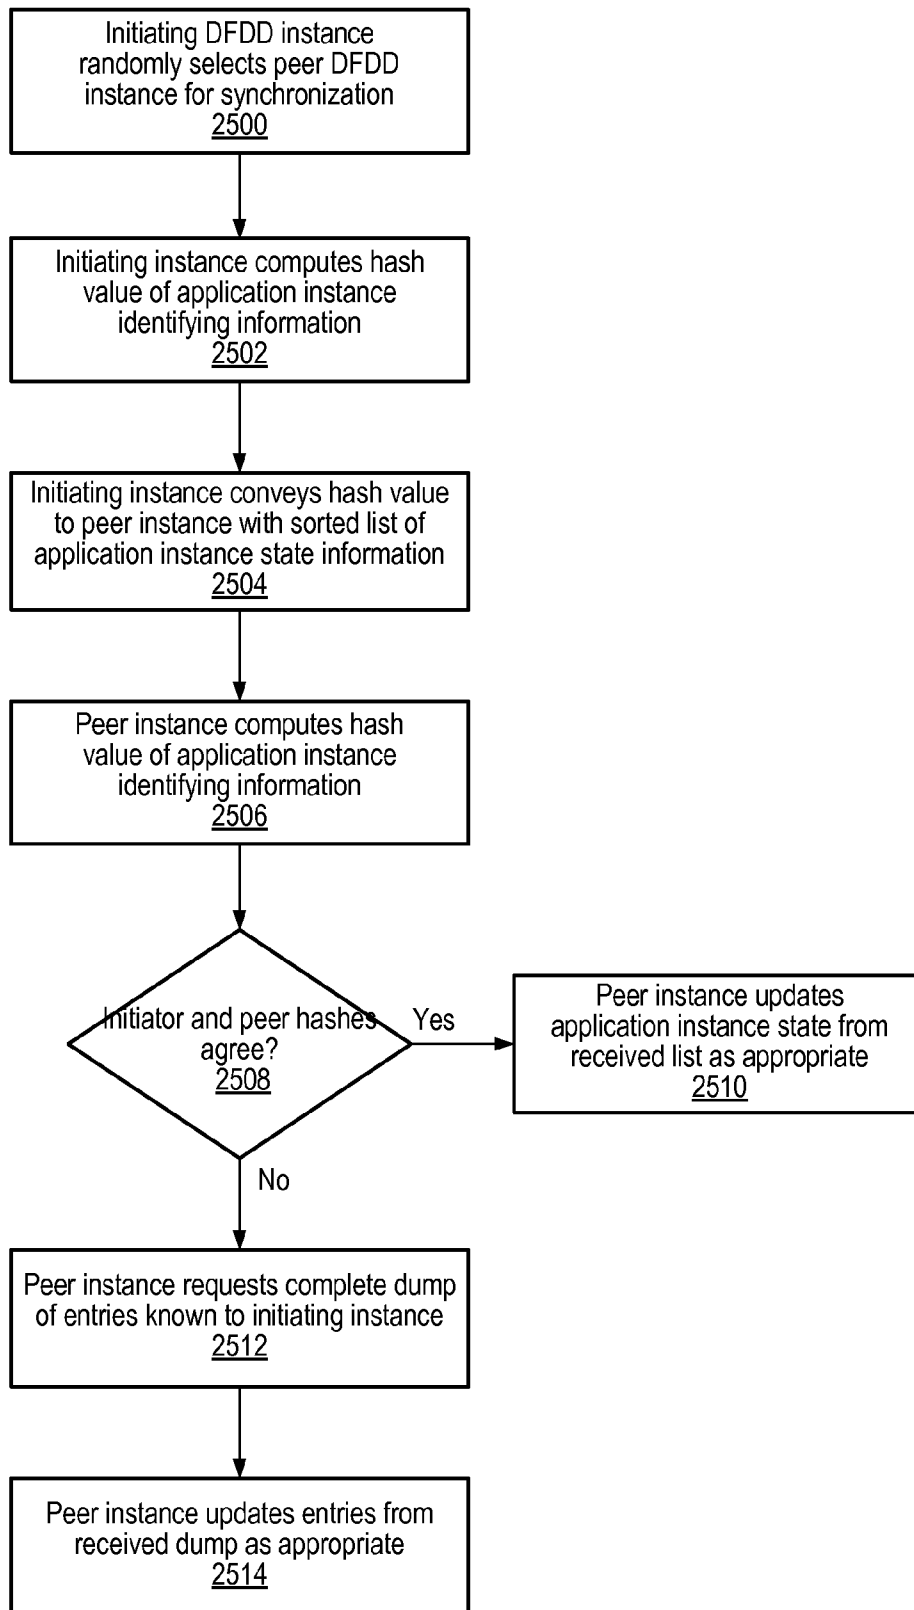 Initiating DFDD instance
randomly selects peer DFDD
instance for synchronization
2500
Initiating instance computes hash
value of application instance
identifying information
2502
Initiating instance conveys hash value
to peer instance with sorted list of
application instance state information
2504
Peer instance computes hash
value of application instance
identifying information
2506
Initiator and peer hashes
agree?
2508
Yes
Peer instance updates
application instance state from
received list as appropriate
2510
No
Peer instance requests complete dump
of entries known to initiating instance
2512
Peer instance updates entries from
received dump as appropriate
2514